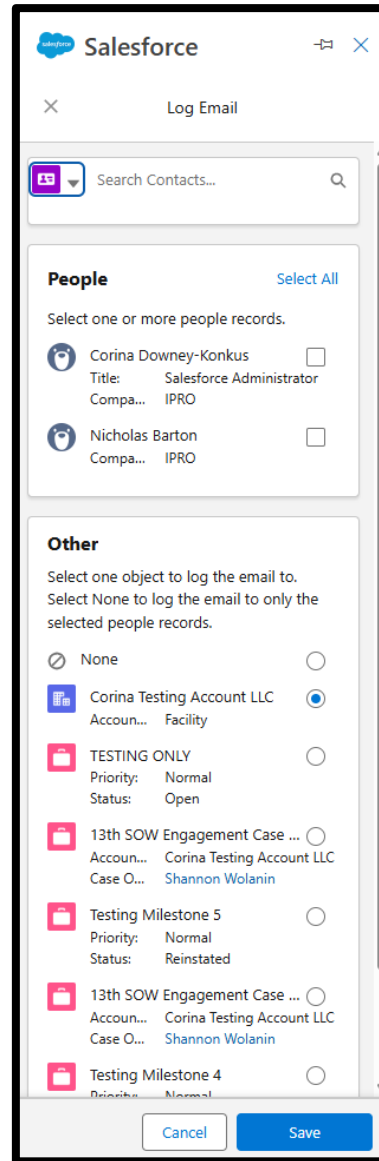 salesforce Salesforce
Log Email
Search Contacts...
People Select All
Select one or more people records.
Corina Downey-Konkus
Title: Salesforce Administrator
Compa... IPRO
Nicholas Barton
Compa... IPRO
Other
Select one object to log the email to.
Select None to log the email to only the
selected people records.
None
Corina Testing Account LLC
Accoun... Facility
TESTING ONLY
Priority: Normal
Status: Open
13th SOW Engagement Case ...
Accoun... Corina Testing Account LLC
Case O... Shannon Wolanin
Testing Milestone 5
Priority: Normal
Status: Reinstated
13th SOW Engagement Case ...
Accoun... Corina Testing Account LLC
Case O... Shannon Wolanin
Testing Milestone 4
Priority: Normal
Cancel Save